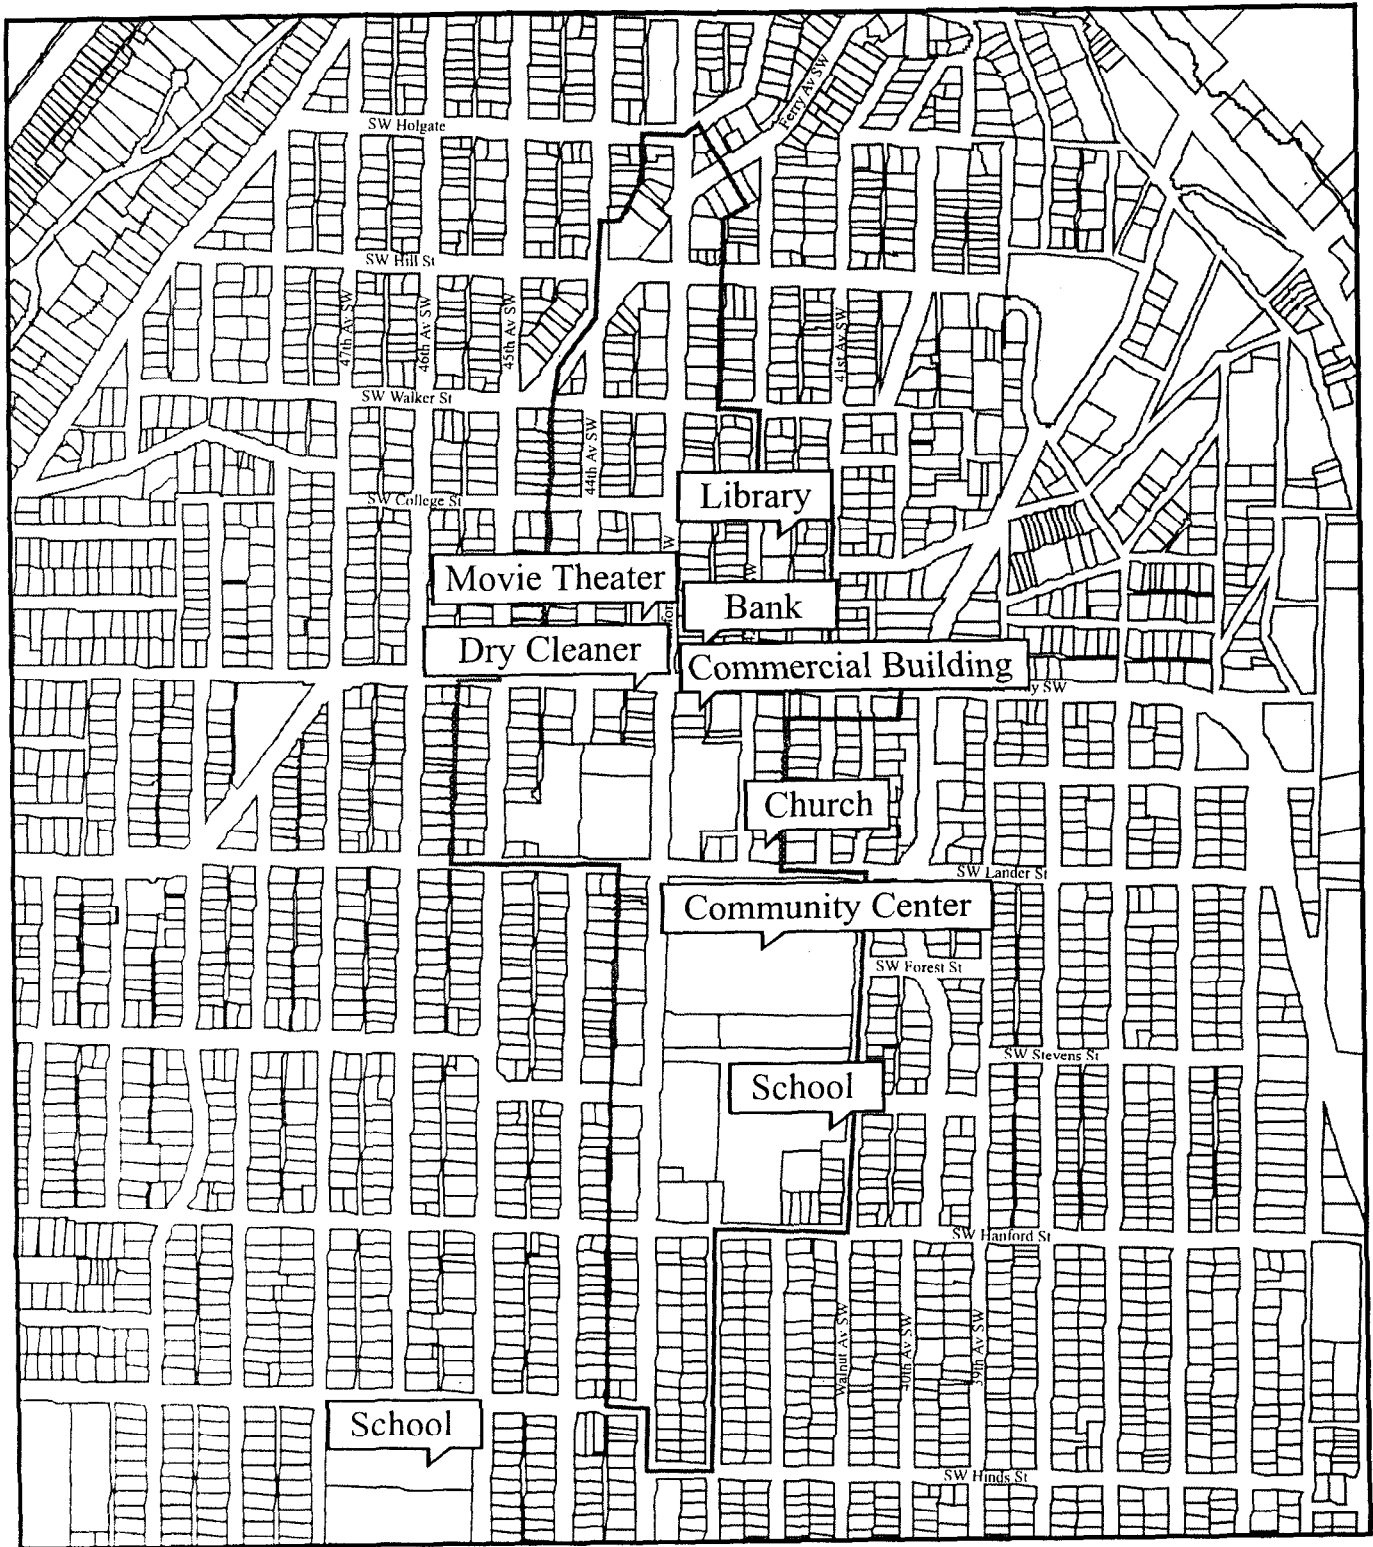 Ferry Av SW
SW Holgate
SW Hill St
47th Av SW
46th Av SW
45th Av SW
41st Av SW
SW Walker St
44th Av SW
Library
SW College St
Movie Theater
Bank
Dry Cleaner
Commercial Building
SW
Church
SW Lander St
Community Center
SW Forest St
SW Stevens St
School
SW Hanford St
Walnut Av SW
40th Av SW
39th Av SW
School
SW Hinds St